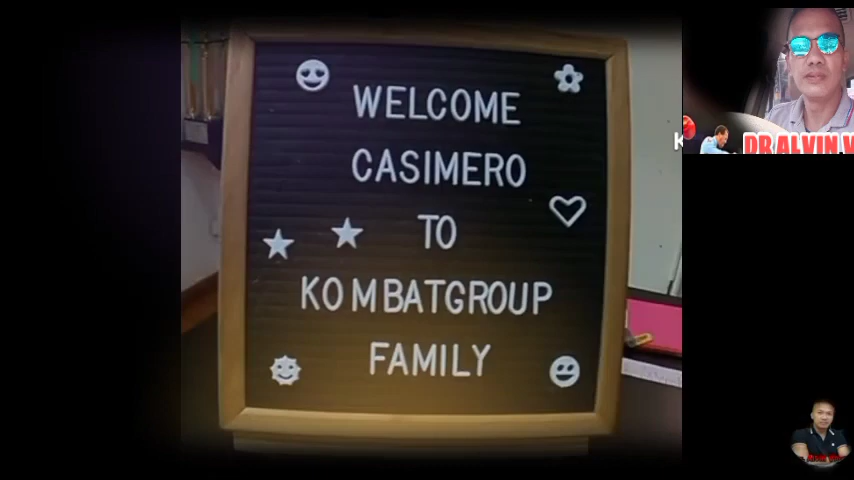 WELCOME
CASIMERO
TO
KOMBATGROUP
FAMILY
DR ALVIN